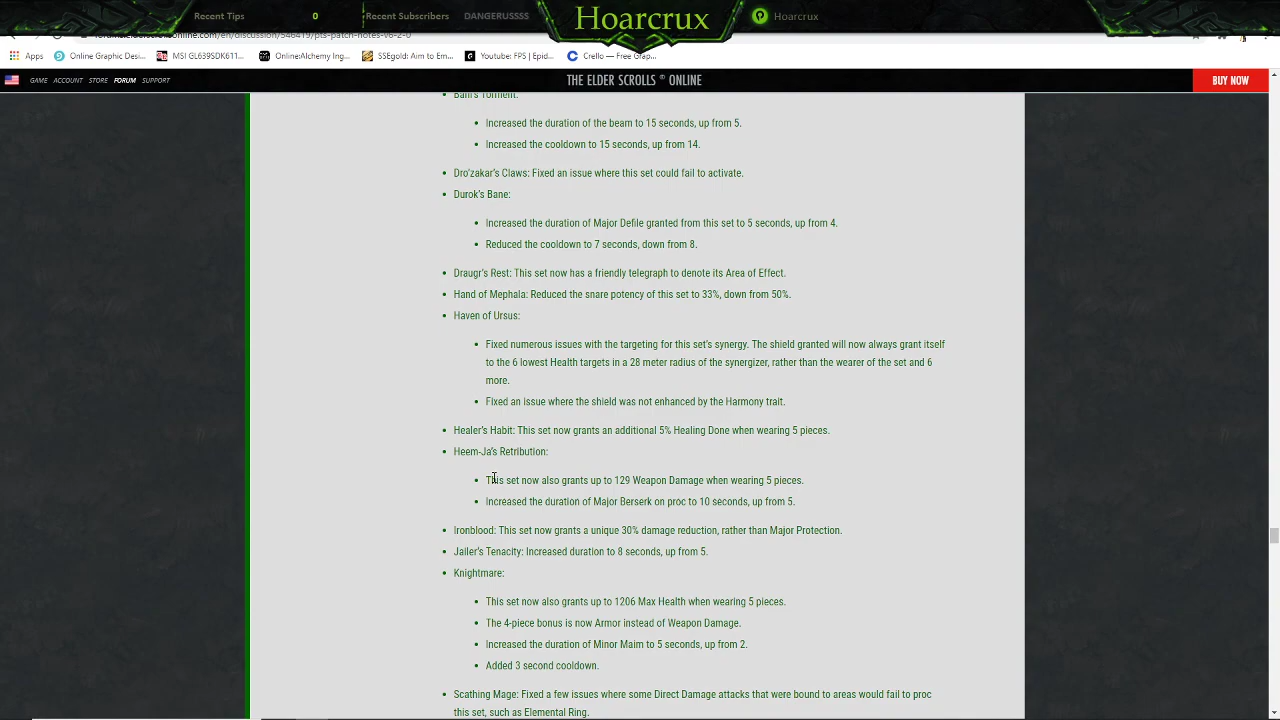 Recent Tips 0 Recent Subscribers DANGERUSSSS Hoarcrux Hoarcrux
en/discussion/546419/pts-patch-notes-v6-2-0
Apps Online Graphic Desi... MSI GL639SDK611... Online:Alchemy Ing... SSEgold: Aim to Em... Youtube: FPS | Epid... Crello — Free Grap...
GAME ACCOUNT STORE FORUM SUPPORT THE ELDER SCROLLS ® ONLINE BUY NOW
Torment:
Increased the duration of the beam to 15 seconds, up from 5.
Increased the cooldown to 15 seconds, up from 14.
Dro'zakar's Claws: Fixed an issue where this set could fail to activate.
Durok's Bane:
Increased the duration of Major Defile granted from this set to 5 seconds, up from 4.
Reduced the cooldown to 7 seconds, down from 8.
Draugr's Rest: This set now has a friendly telegraph to denote its Area of Effect.
Hand of Mephala: Reduced the snare potency of this set to 33%, down from 50%.
Haven of Ursus:
Fixed numerous issues with the targeting for this set's synergy. The shield granted will now always grant itself
to the 6 lowest Health targets in a 28 meter radius of the synergizer, rather than the wearer of the set and 6
more.
Fixed an issue where the shield was not enhanced by the Harmony trait.
Healer's Habit: This set now grants an additional 5% Healing Done when wearing 5 pieces.
Heem-Ja's Retribution:
This set now also grants up to 129 Weapon Damage when wearing 5 pieces.
Increased the duration of Major Berserk on proc to 10 seconds, up from 5.
Ironblood: This set now grants a unique 30% damage reduction, rather than Major Protection.
Jailer's Tenacity: Increased duration to 8 seconds, up from 5.
Knightmare:
This set now also grants up to 1206 Max Health when wearing 5 pieces.
The 4-piece bonus is now Armor instead of Weapon Damage.
Increased the duration of Minor Maim to 5 seconds, up from 2.
Added 3 second cooldown.
Scathing Mage: Fixed a few issues where some Direct Damage attacks that were bound to areas would fail to proc
this set, such as Elemental Ring.